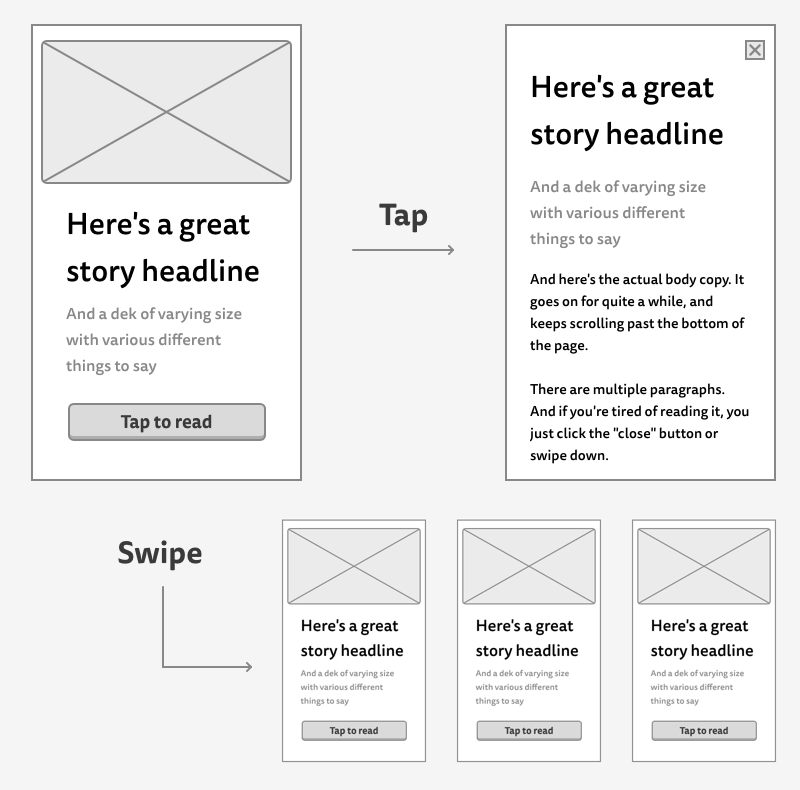 Here's a great
story headline
And a dek of varying size
with various different
things to say
Tap to read
Tap
Here's a great
story headline
And a dek of varying size
with various different
things to say
And here's the actual body copy. It
goes on for quite a while, and
keeps scrolling past the bottom of
the page.
There are multiple paragraphs.
And if you're tired of reading it, you
just click the "close" button or
swipe down.
Swipe
Here's a great
story headline
And a dek of varying size
with various different
things to say
Tap to read
Here's a great
story headline
And a dek of varying size
with various different
things to say
Tap to read
Here's a great
story headline
And a dek of varying size
with various different
things to say
Tap to read